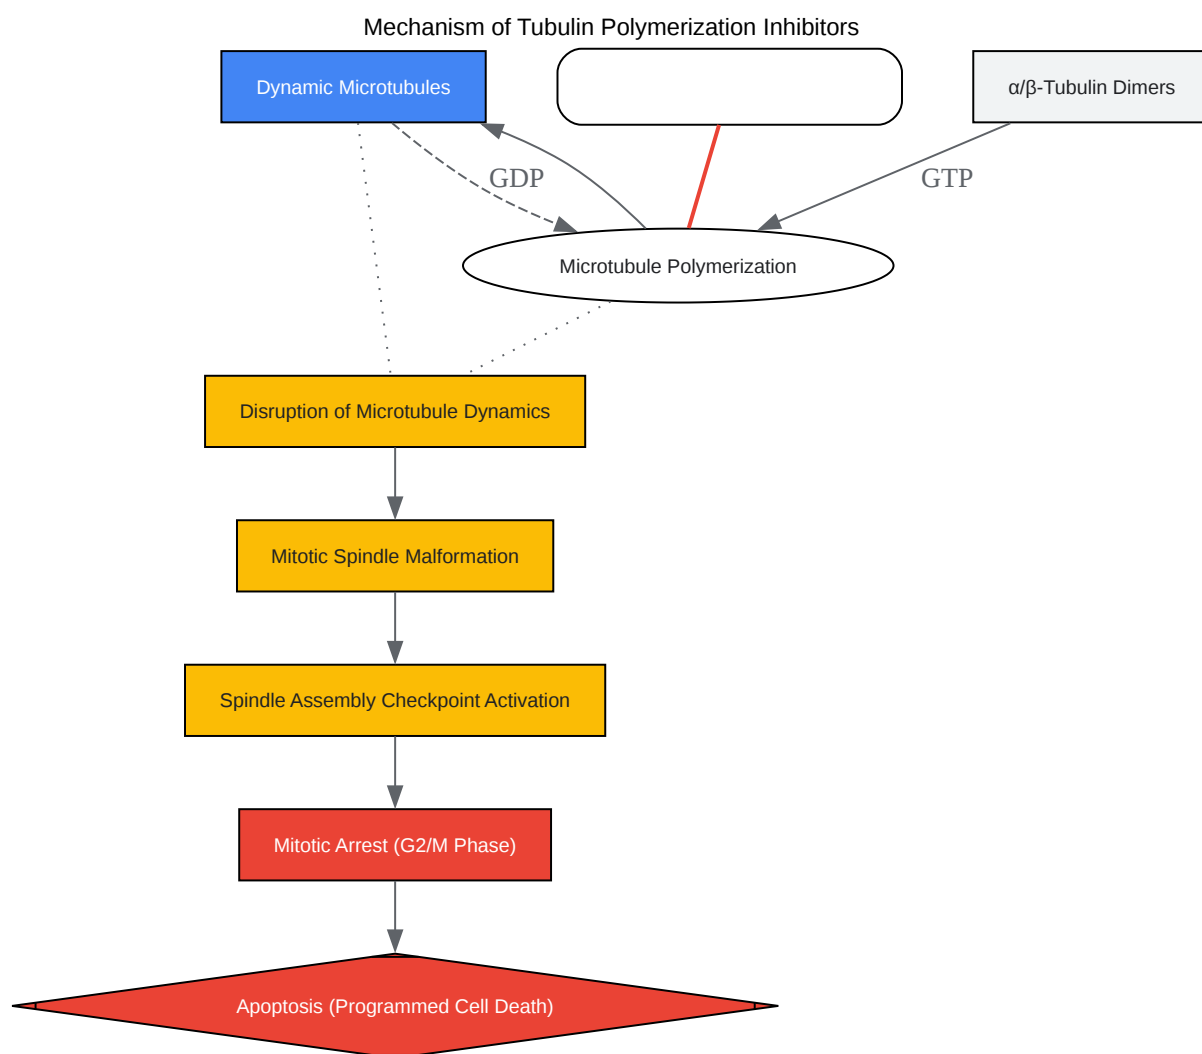 Mechanism of Tubulin Polymerization Inhibitors
Dynamic Microtubules
α/β-Tubulin Dimers
GDP
GTP
Microtubule Polymerization
Disruption of Microtubule Dynamics
Mitotic Spindle Malformation
Spindle Assembly Checkpoint Activation
Mitotic Arrest (G2/M Phase)
Apoptosis (Programmed Cell Death)